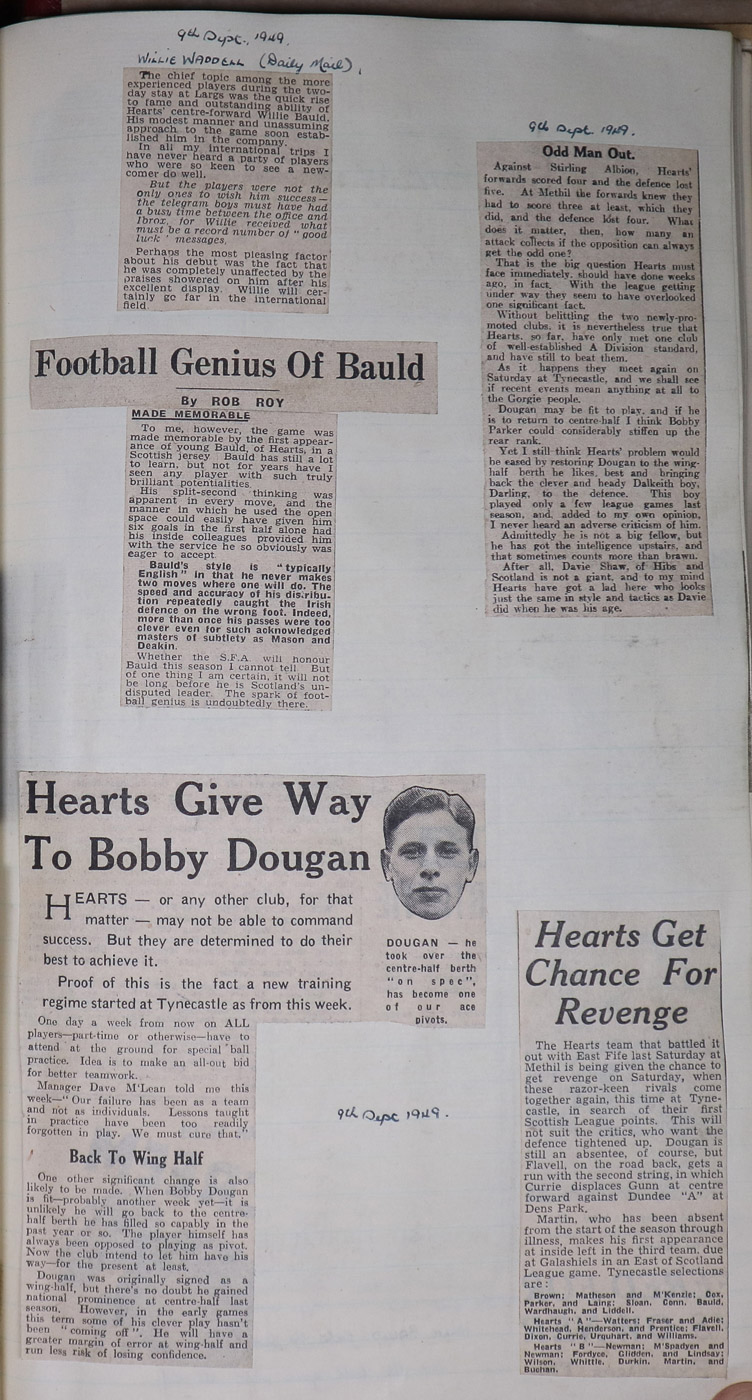 9th Sept., 1949.
WILLIE WADDELL (Daily Mail),
The chief topic among the more
experienced players during the two-
day stay at Largs was the quick rise
to fame and outstanding ability of
Hearts' centre-forward Willie Bauld.
His modest manner and unassuming
approach to the game soon estab-
lished him in the company.
In all my international trips I
have never heard a party of players
who were so keen to see a new-
comer do well.
But the players were not the
only ones to wish him success—
the telegram boys must have had
a busy time between the office and
Ibrox, for Willie received what
must be a record number of "good
luck" messages.
Perhaps the most pleasing factor
about his debut was the fact that
he was completely unaffected by the
praises showered on him after his
excellent display. Willie will cer-
tainly go far in the international
field.
Football Genius Of Bauld
By ROB ROY
MADE MEMORABLE
To me, however, the game was
made memorable by the first appear-
ance of young Bauld, of Hearts, in a
Scottish jersey. Bauld has still a lot
to learn, but not for years have I
seen any player with such truly
brilliant potentialities.
His split-second thinking was
apparent in every move, and the
manner in which he used the open
space could easily have given him
six goals in the first half alone had
his inside colleagues provided him
with the service he so obviously was
eager to accept.
Bauld's style is "typically
English" in that he never makes
two moves where one will do. The
speed and accuracy of his distribu-
tion repeatedly caught the Irish
defence on the wrong foot. Indeed,
more than once his passes were too
clever even for such acknowledged
masters of subtlety as Mason and
Deakin.
Whether the S.F.A. will honour
Bauld this season I cannot tell. But
of one thing I am certain, it will not
be long before he is Scotland's un-
disputed leader. The spark of foot-
ball genius is undoubtedly there.
9th Sept. 1949.
Odd Man Out.
Against Stirling Albion, Hearts'
forwards scored four and the defence lost
five. At Methil the forwards knew they
had to score three at least, which they
did, and the defence lost four. What
does it matter, then, how many an
attack collects if the opposition can always
get the odd one?
That is the big question Hearts must
face immediately, should have done weeks
ago, in fact. With the league getting
under way they seem to have overlooked
one significant fact.
Without belittling the two newly-pro-
moted clubs, it is nevertheless true that
Hearts, so far, have only met one club
of well-established A Division standard,
and have still to beat them.
As it happens they meet again on
Saturday at Tynecastle, and we shall see
if recent events mean anything at all to
the Gorgie people.
Dougan may be fit to play, and if he
is to return to centre-half I think Bobby
Parker could considerably stiffen up the
rear rank.
Yet I still think Hearts' problem would
be eased by restoring Dougan to the wing-
half berth he likes, best and bringing
back the clever and heady Dalkeith boy,
Darling, to the defence. This boy
played only a few league games last
season, and, added to my own opinion,
I never heard an adverse criticism of him.
Admittedly he is not a big fellow, but
he has got the intelligence upstairs, and
that sometimes counts more than brawn.
After all, Davie Shaw, of Hibs and
Scotland is not a giant, and to my mind
Hearts have got a lad here who looks
just the same in style and tactics as Davie
did when he was his age.
Hearts Give Way
To Bobby Dougan
HEARTS — or any other club, for that
matter — may not be able to command
success. But they are determined to do their
best to achieve it.
Proof of this is the fact a new training
regime started at Tynecastle as from this week.
DOUGAN — he
took over the
centre-half berth
"on spec",
has become one
of our ace
pivots.
One day a week from now on ALL
players—part-time or otherwise—have to
attend at the ground for special ball
practice. Idea is to make an all-out bid
for better teamwork.
Manager Dave M'Lean told me this
week—"Our failure has been as a team
and not as individuals. Lessons taught
in practice have been too readily
forgotten in play. We must cure that."
Back To Wing Half
One other significant change is also
likely to be made. When Bobby Dougan
is fit—probably another week yet—it is
unlikely he will go back to the centre-
half berth he has filled so capably in the
past year or so. The player himself has
always been opposed to playing as pivot.
Now the club intend to let him have his
way—for the present at least.
Dougan was originally signed as a
wing-half, but there's no doubt he gained
national prominence at centre-half last
season. However, in the early games
this term some of his clever play hasn't
been "coming off". He will have a
greater margin of error at wing-half and
run less risk of losing confidence.
9th Sept 1949.
Hearts Get
Chance For
Revenge
The Hearts team that battled it
out with East Fife last Saturday at
Methil is being given the chance to
get revenge on Saturday, when
these razor-keen rivals come
together again, this time at Tyne-
castle, in search of their first
Scottish League points. This will
not suit the critics, who want the
defence tightened up. Dougan is
still an absentee, of course, but
Flavell, on the road back, gets a
run with the second string, in which
Currie displaces Gunn at centre
forward against Dundee "A" at
Dens Park.
Martin, who has been absent
from the start of the season through
illness, makes his first appearance
at inside left in the third team, due
at Galashiels in an East of Scotland
League game. Tynecastle selections
are:
Brown; Matheson and M'Kenzie; Cox,
Parker, and Laing; Sloan, Conn, Bauld,
Wardhaugh, and Liddell.
Hearts "A"—Watters; Fraser and Adie;
Whitehead, Henderson, and Prentice; Flavell,
Dixon, Currie, Urquhart, and Williams.
Hearts "B"—Newman; M'Spadyen and
Newman; Fordyce, Glidden, and Lindsay;
Wilson, Whittle, Durkin, Martin, and
Buchan.